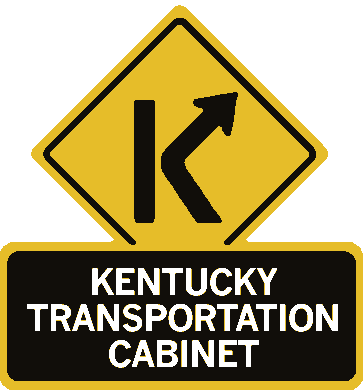 K
KENTUCKY
TRANSPORTATION
CABINET